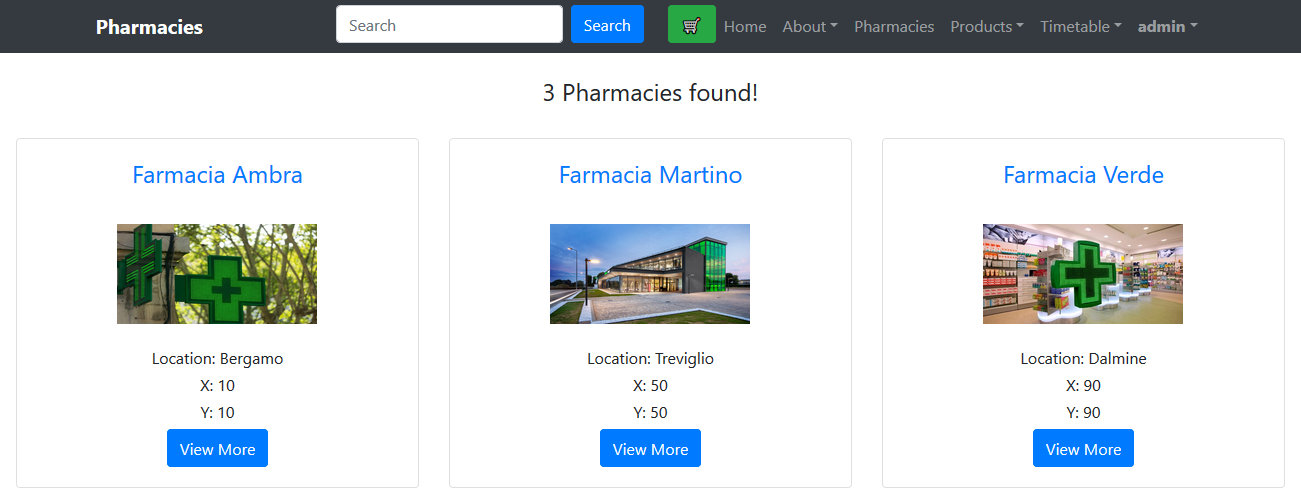 Pharmacies Search Search Home About Pharmacies Products Timetable admin
3 Pharmacies found!
Farmacia Ambra
Location: Bergamo
X: 10
Y: 10
View More
Farmacia Martino
Location: Treviglio
X: 50
Y: 50
View More
Farmacia Verde
Location: Dalmine
X: 90
Y: 90
View More